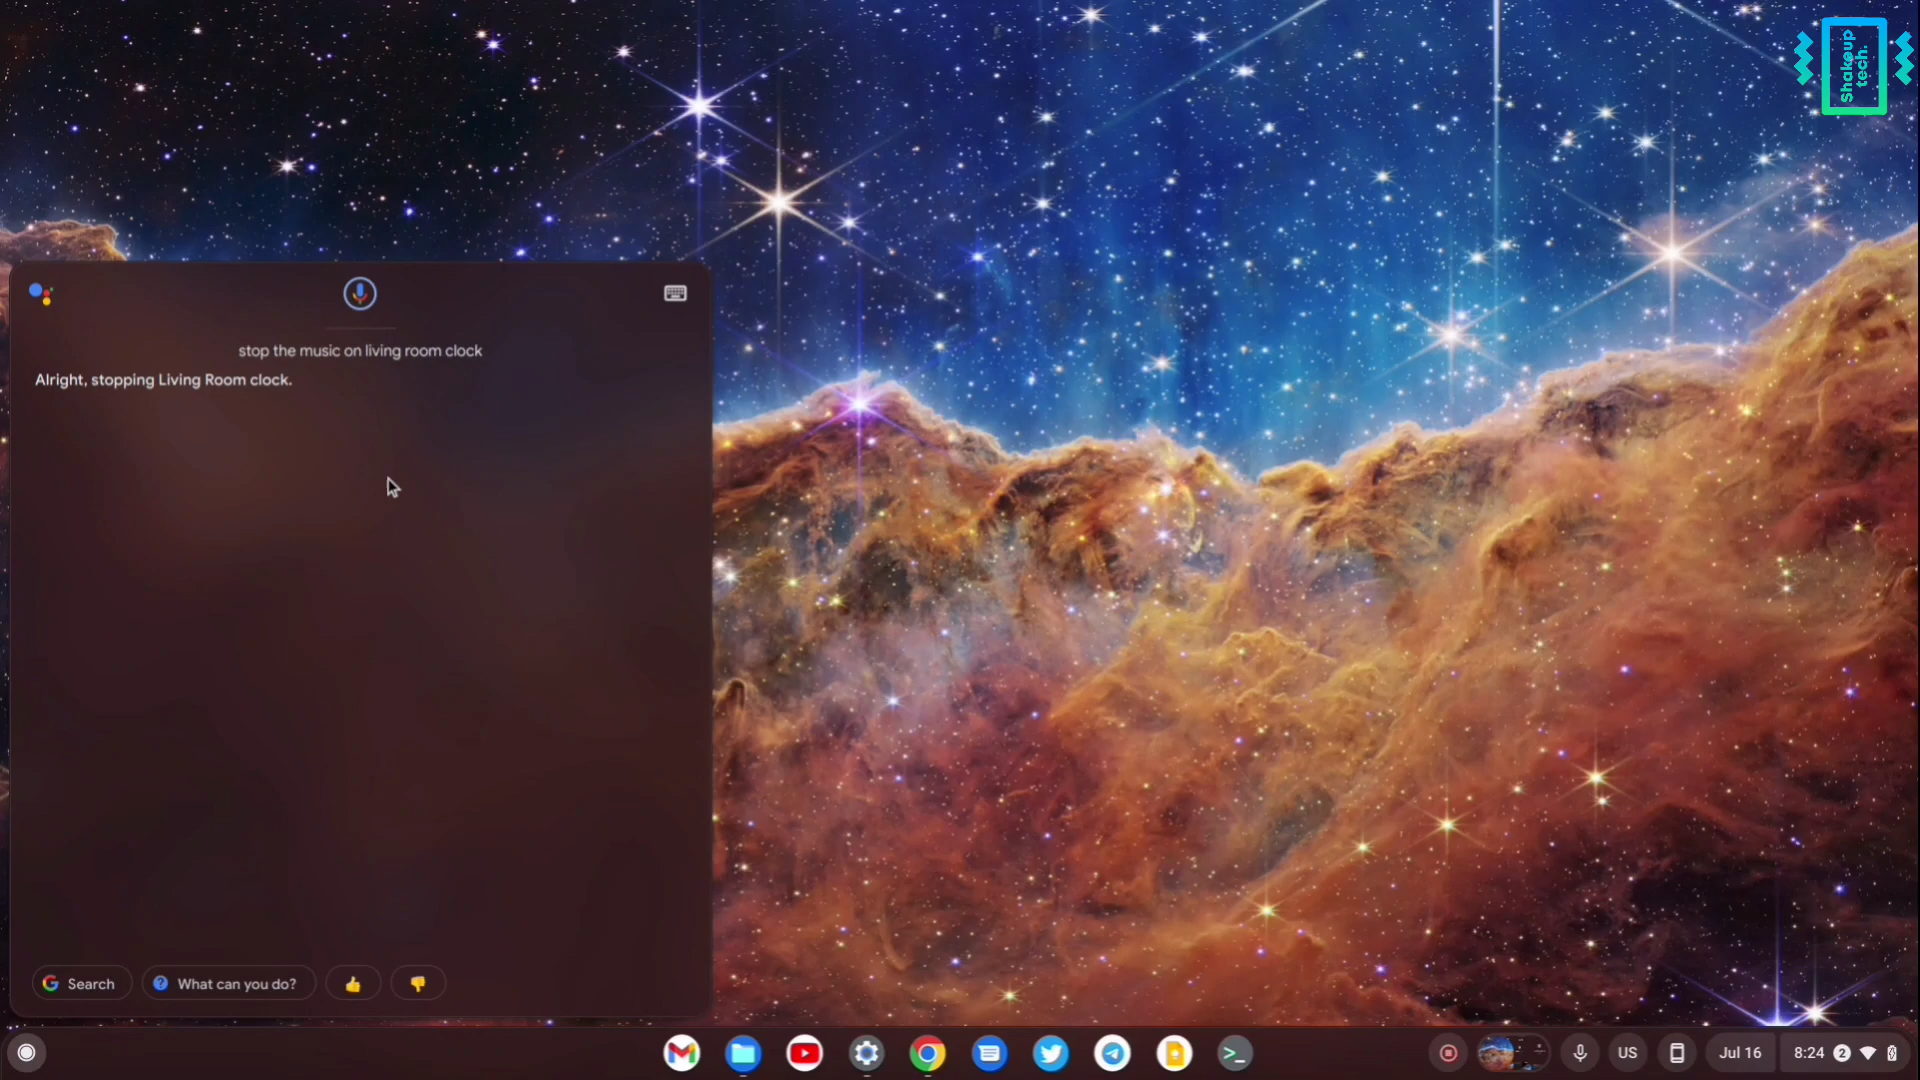 Shakeup
tech.
stop the music on living room clock
Alright, stopping Living Room clock.
Search
What can you do?
US
Jul 16
8:24
2